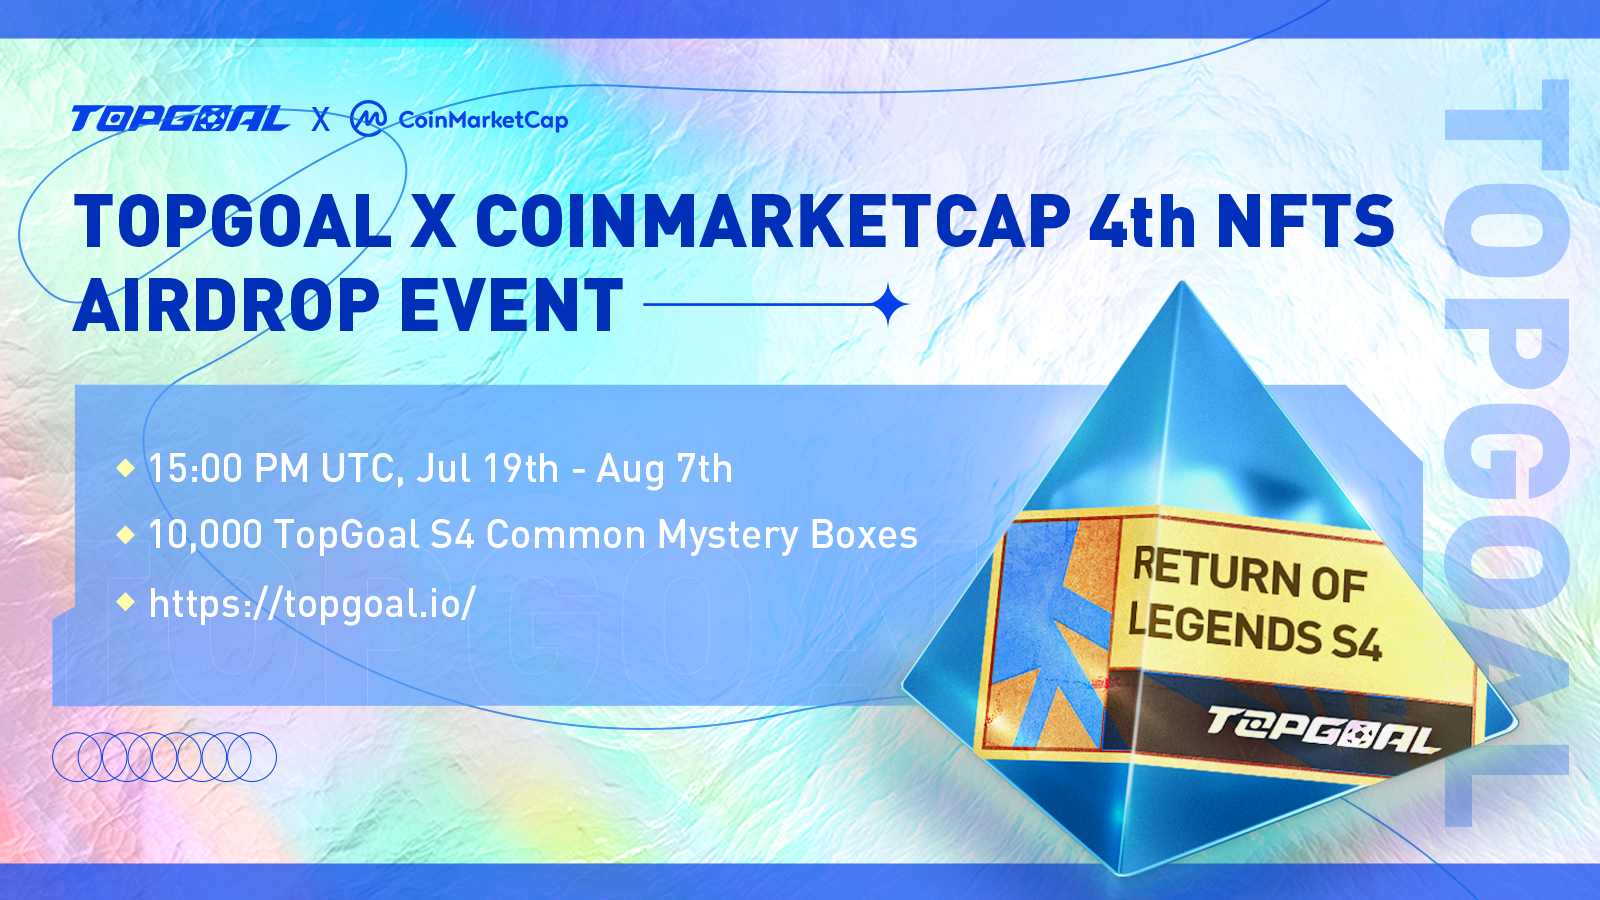 TOPGOAL X CoinMarketCap
TOPGOAL X COINMARKETCAP 4th NFTS
AIRDROP EVENT
15:00 PM UTC, Jul 19th - Aug 7th
10,000 TopGoal S4 Common Mystery Boxes
https://topgoal.io/
RETURN OF
LEGENDS S4
TOPGOAL
TOPGOAL
TOPGOAL